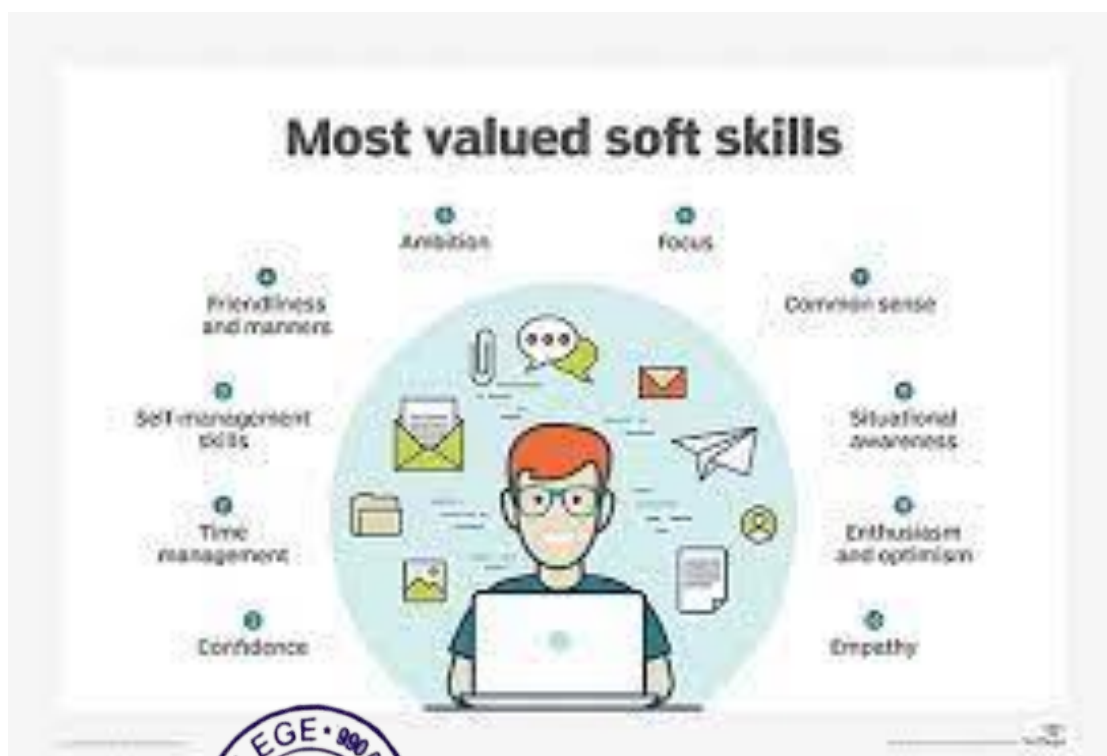 Most valued soft skills
Ambition
Focus
Friendliness
and manners
Common sense
Self-management
skills
Situational
awareness
Time
management
Enthusiasm
and optimism
Confidence
Empathy
EGE